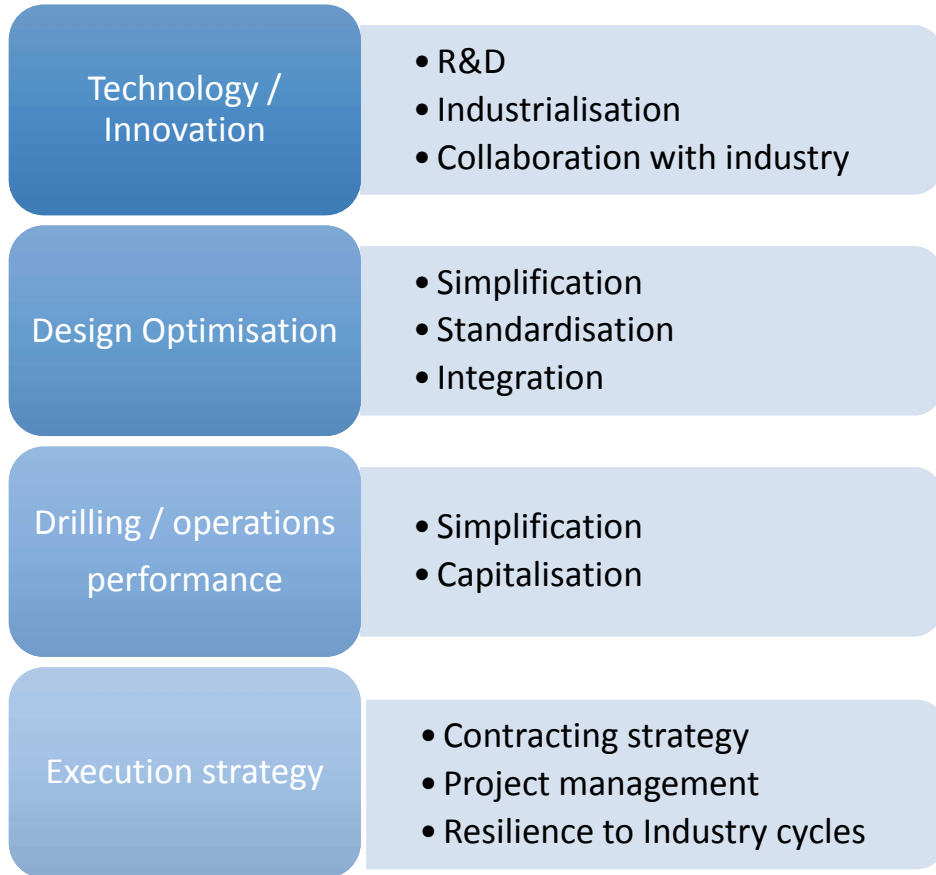 Technology /
Innovation
• R&D
• Industrialisation
• Collaboration with industry
Design Optimisation
• Simplification
• Standardisation
• Integration
Drilling / operations
performance
• Simplification
• Capitalisation
Execution strategy
• Contracting strategy
• Project management
• Resilience to Industry cycles